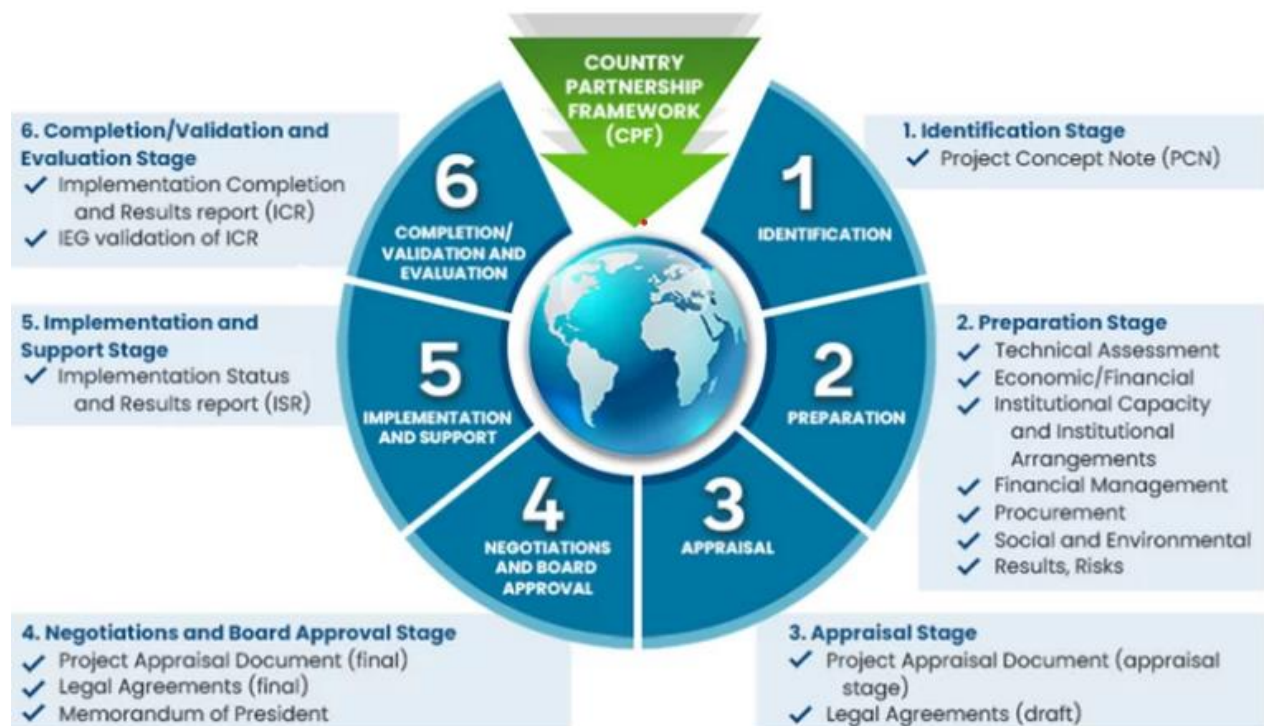 COUNTRY
PARTNERSHIP
FRAMEWORK
(CPF)
1
IDENTIFICATION
2
PREPARATION
3
APPRAISAL
4
NEGOTIATIONS
AND BOARD
APPROVAL
5
IMPLEMENTATION
AND SUPPORT
6
COMPLETION/
VALIDATION AND
EVALUATION
1. Identification Stage
✓ Project Concept Note (PCN)
2. Preparation Stage
✓ Technical Assessment
✓ Economic/Financial
✓ Institutional Capacity
and Institutional
Arrangements
✓ Financial Management
✓ Procurement
✓ Social and Environmental
✓ Results, Risks
3. Appraisal Stage
✓ Project Appraisal Document (appraisal
stage)
✓ Legal Agreements (draft)
4. Negotiations and Board Approval Stage
✓ Project Appraisal Document (final)
✓ Legal Agreements (final)
✓ Memorandum of President
5. Implementation and
Support Stage
✓ Implementation Status
and Results report (ISR)
6. Completion/Validation and
Evaluation Stage
✓ Implementation Completion
and Results report (ICR)
✓ IEG validation of ICR